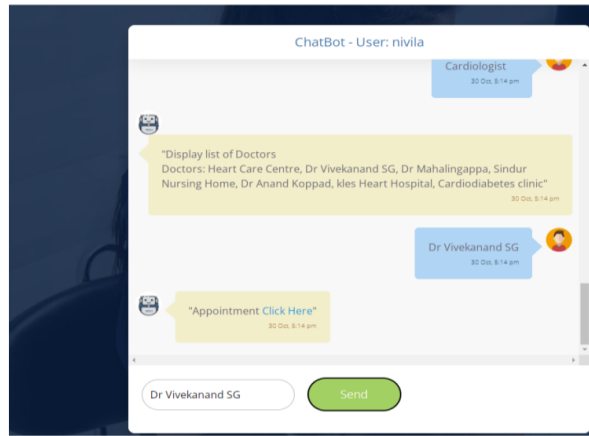 ChatBot - User: nivila
Cardiologist
30 Oct, 5:14 pm
"Display list of Doctors
Doctors: Heart Care Centre, Dr Vivekanand SG, Dr Mahalingappa, Sindur
Nursing Home, Dr Anand Koppad, kles Heart Hospital, Cardiodiabetes clinic"
30 Oct, 5:14 pm
Dr Vivekanand SG
30 Oct, 5:14 pm
"Appointment Click Here"
30 Oct, 5:14 pm
Dr Vivekanand SG
Send